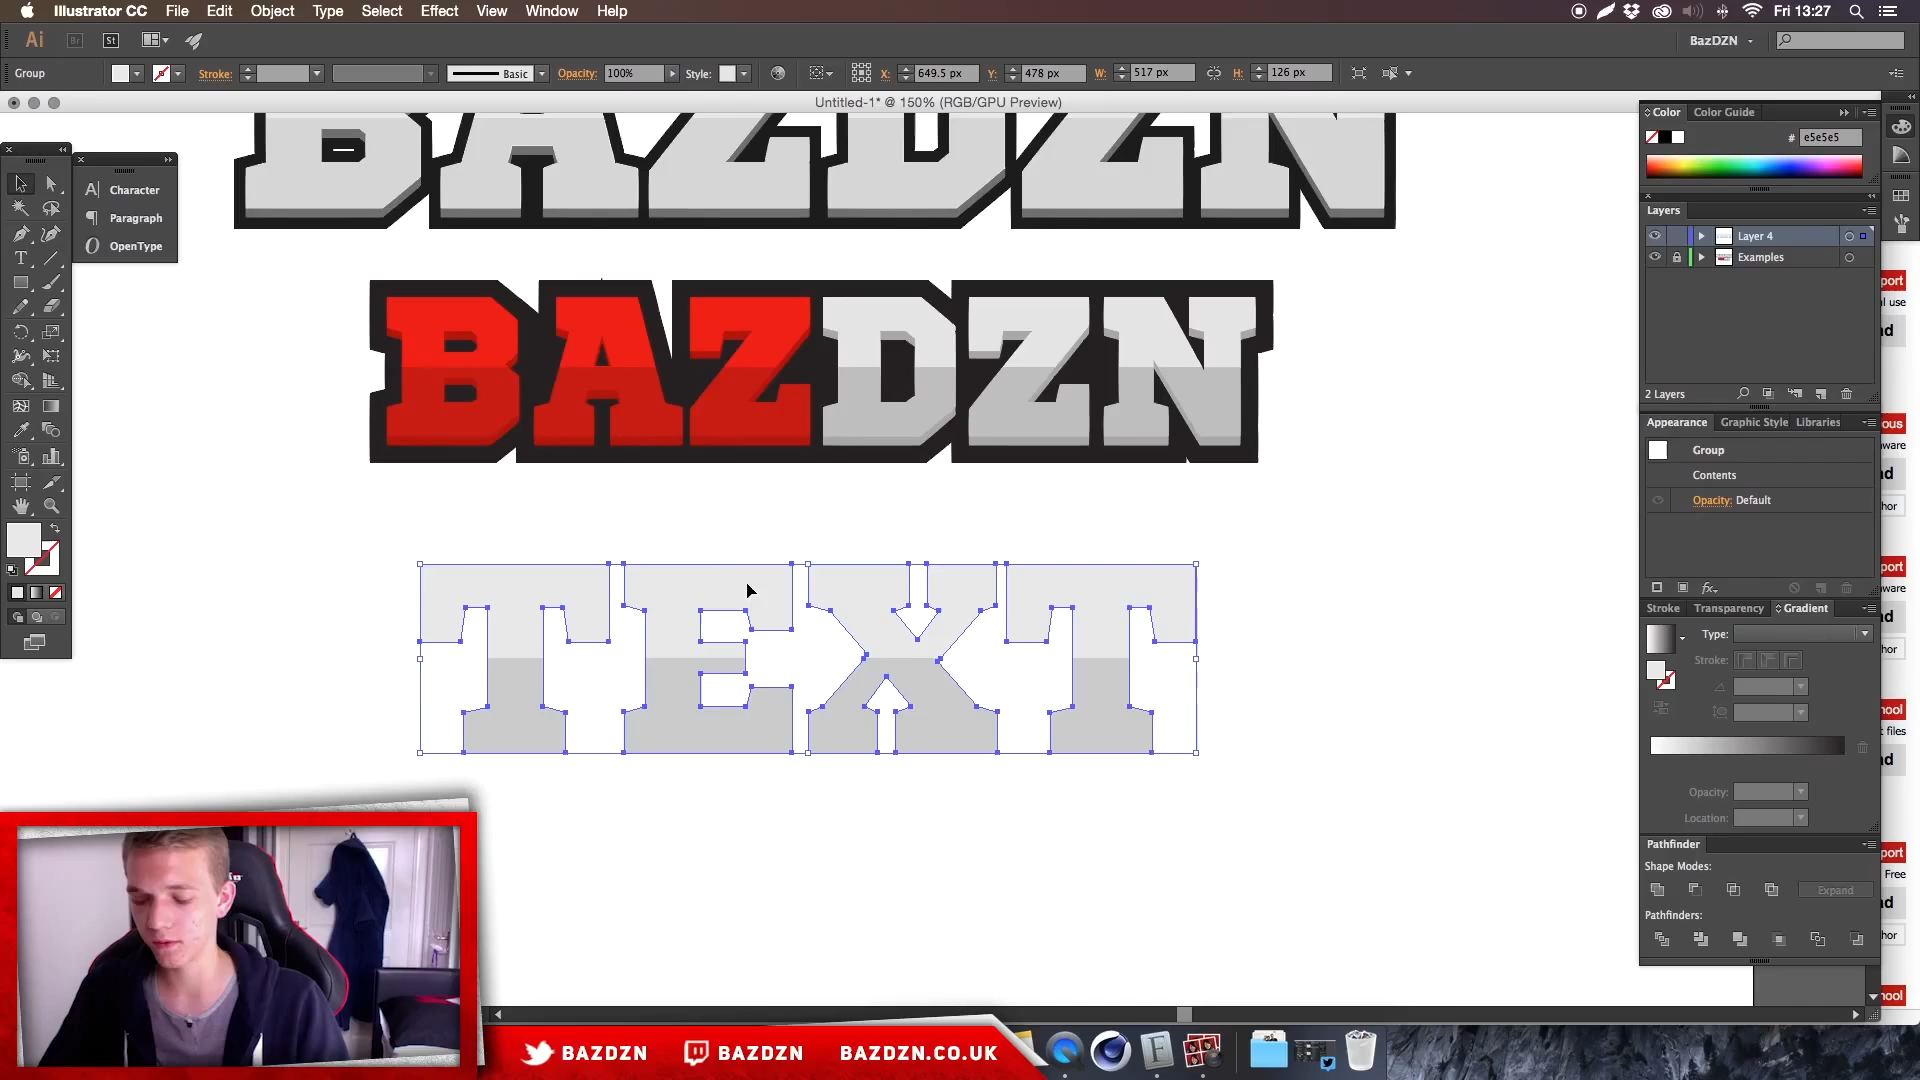 Illustrator CC File Edit Object Type Select Effect View Window Help Fri 13:27
Ai Br St BazDZN
Group Stroke: Basic Opacity: 100% Style: X: 649.5 px Y: 478 px W: 517 px H: 126 px
Untitled-1* @ 150% (RGB/GPU Preview)
BAZDZN
Character
Paragraph
OpenType
BAZDZN
TEXT
Color Color Guide
# e5e5e5
Layers
Layer 4
Examples
2 Layers
Appearance Graphic Style Libraries
Group
Contents
Opacity: Default
Stroke Transparency Gradient
Type:
Stroke:
Opacity:
Location:
Pathfinder
Shape Modes:
Expand
Pathfinders:
BAZDZN BAZDZN BAZDZN.CO.UK